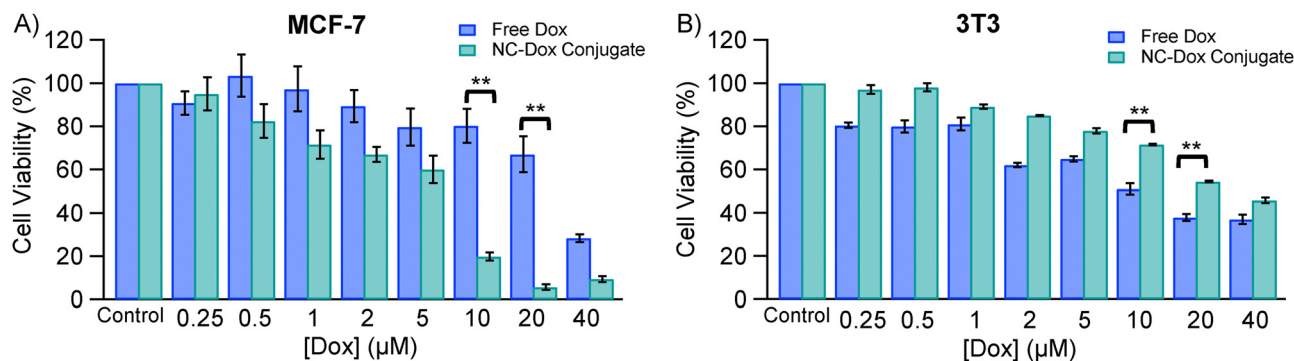 A)
MCF-7
Free Dox
NC-Dox Conjugate
Cell Viability (%)
120
100
80
60
40
20
0
**
**
Control 0.25 0.5 1 2 5 10 20 40
[Dox] (μM)
B)
3T3
Free Dox
NC-Dox Conjugate
Cell Viability (%)
120
100
80
60
40
20
0
**
**
Control 0.25 0.5 1 2 5 10 20 40
[Dox] (μM)